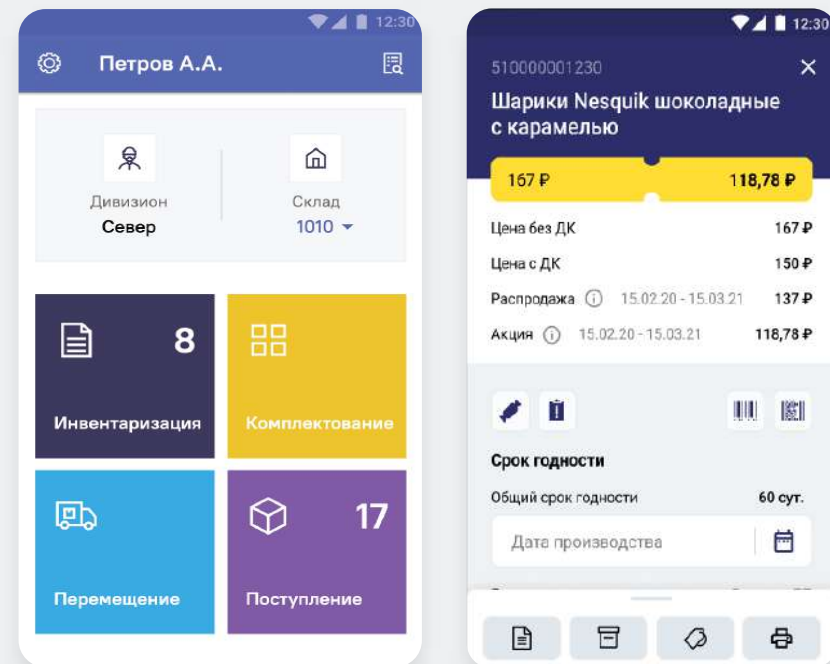 12:30
Петров А.А.
Дивизион
Север
Склад
1010
8
Инвентаризация
Комплектование
Перемещение
17
Поступление
12:30
510000001230
Шарики Nesquik шоколадные
с карамелью
167 ₽ 118,78 ₽
Цена без ДК 167 ₽
Цена с ДК 150 ₽
Распродажа 15.02.20 - 15.03.21 137 ₽
Акция 15.02.20 - 15.03.21 118,78 ₽
Срок годности
Общий срок годности 60 сут.
Дата производства